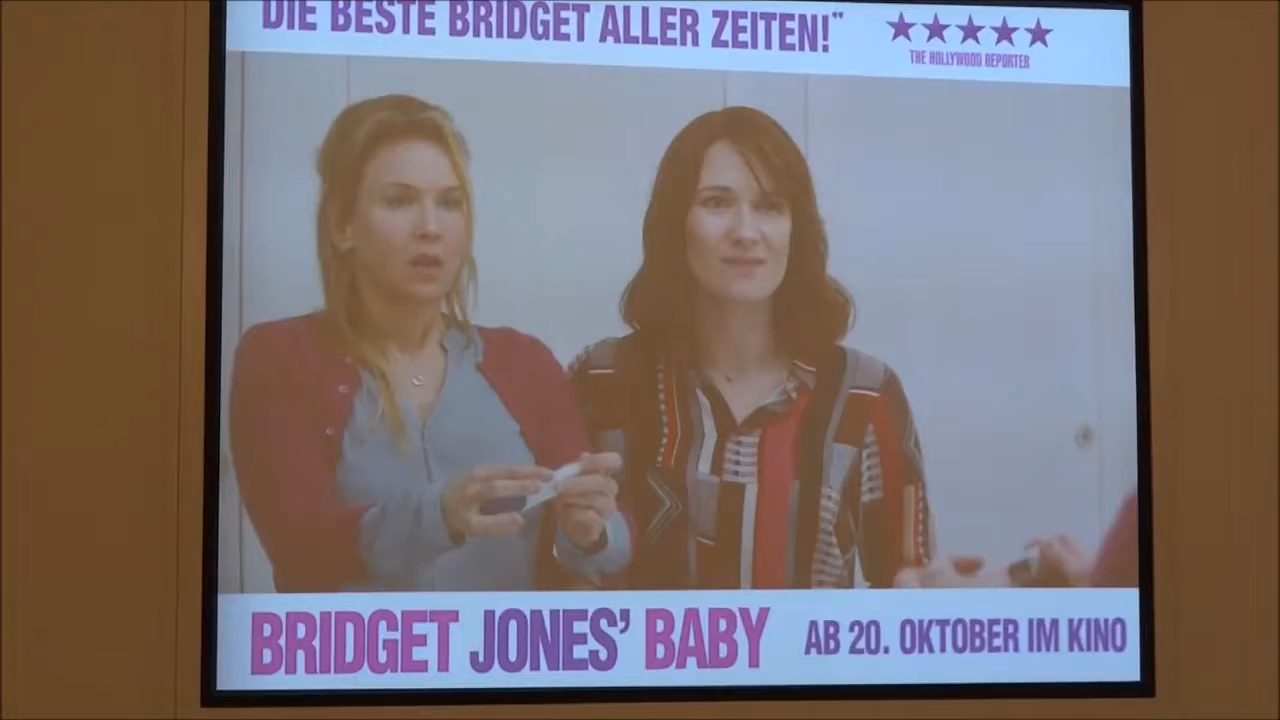 "DIE BESTE BRIDGET ALLER ZEITEN!"
THE HOLLYWOOD REPORTER
BRIDGET JONES' BABY
AB 20. OKTOBER IM KINO